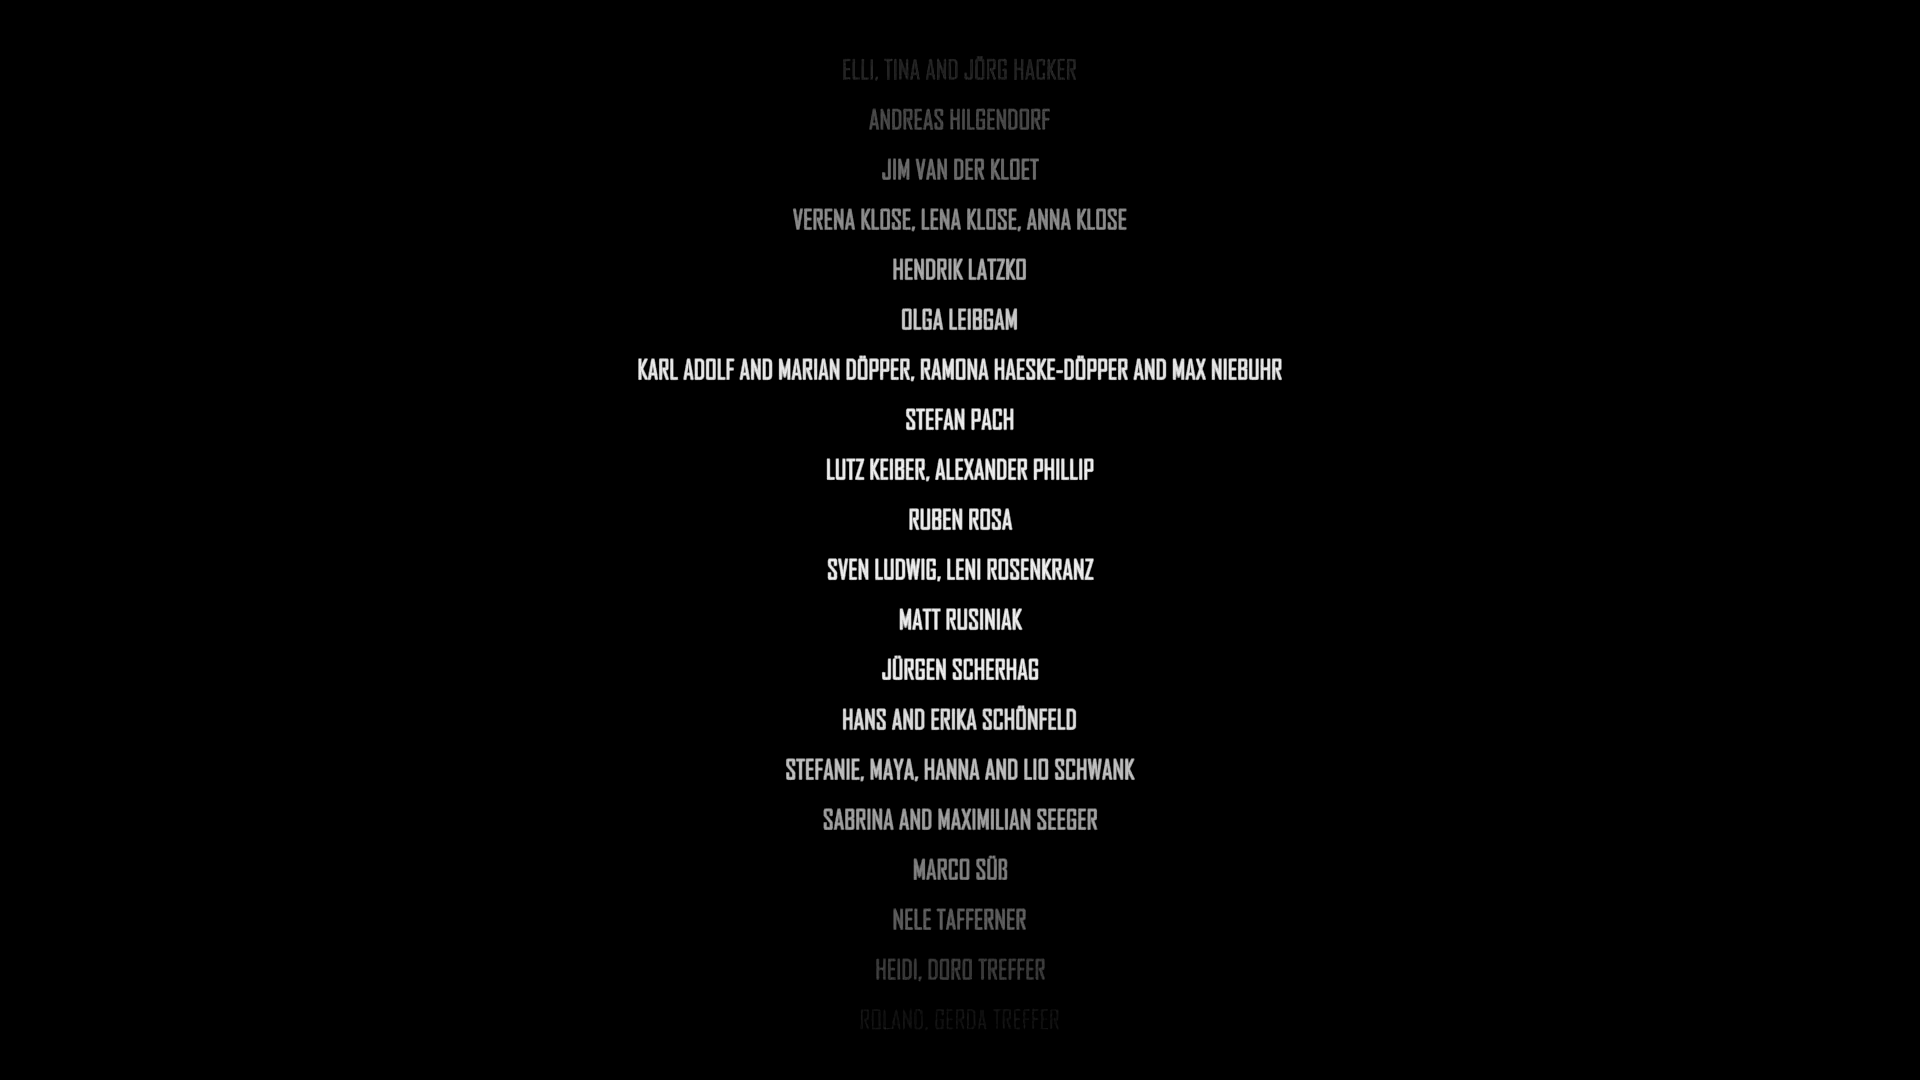 ELLI, TINA AND JÖRG HACKER
ANDREAS HILGENDORF
JIM VAN DER KLOET
VERENA KLOSE, LENA KLOSE, ANNA KLOSE
HENDRIK LATZKO
OLGA LEIBGAM
KARL ADOLF AND MARIAN DÖPPER, RAMONA HAESKE-DÖPPER AND MAX NIEBUHR
STEFAN PACH
LUTZ KEIBER, ALEXANDER PHILLIP
RUBEN ROSA
SVEN LUDWIG, LENI ROSENKRANZ
MATT RUSINIAK
JÜRGEN SCHERHAG
HANS AND ERIKA SCHÖNFELD
STEFANIE, MAYA, HANNA AND LIO SCHWANK
SABRINA AND MAXIMILIAN SEEGER
MARCO SÜß
NELE TAFFERNER
HEIDI, DORO TREFFER
ROLAND, GERDA TREFFER